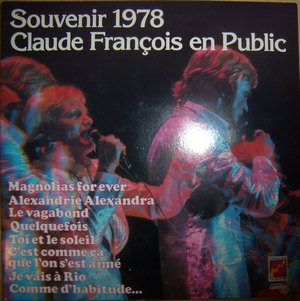 Souvenir 1978
Claude François en Public
Magnolias for ever
Alexandrie Alexandra
Le vagabond
Quelquefois
Toi et le soleil
C'est comme ça
que l'on s'est aimé
Je vais à Rio
Comme d'habitude...